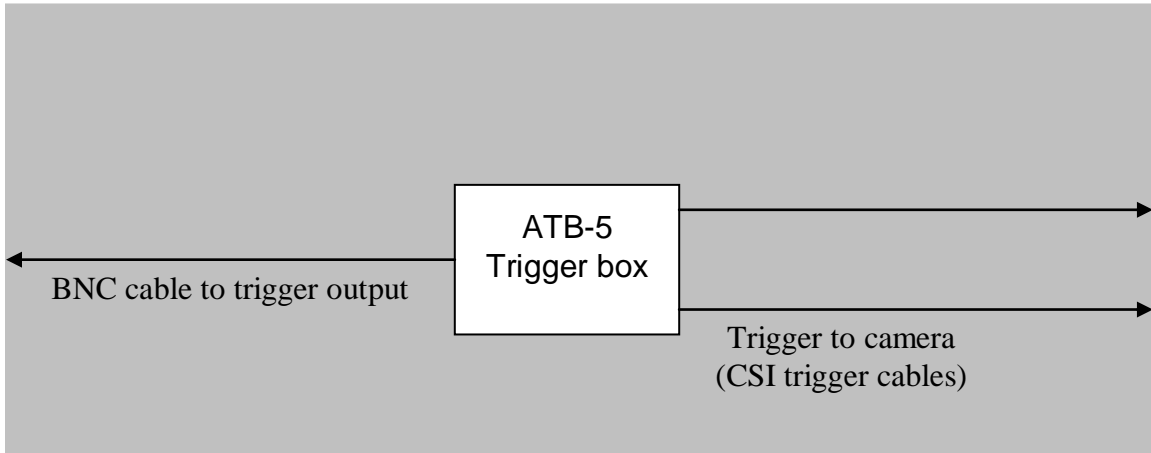 ATB-5
Trigger box
BNC cable to trigger output
Trigger to camera
(CSI trigger cables)